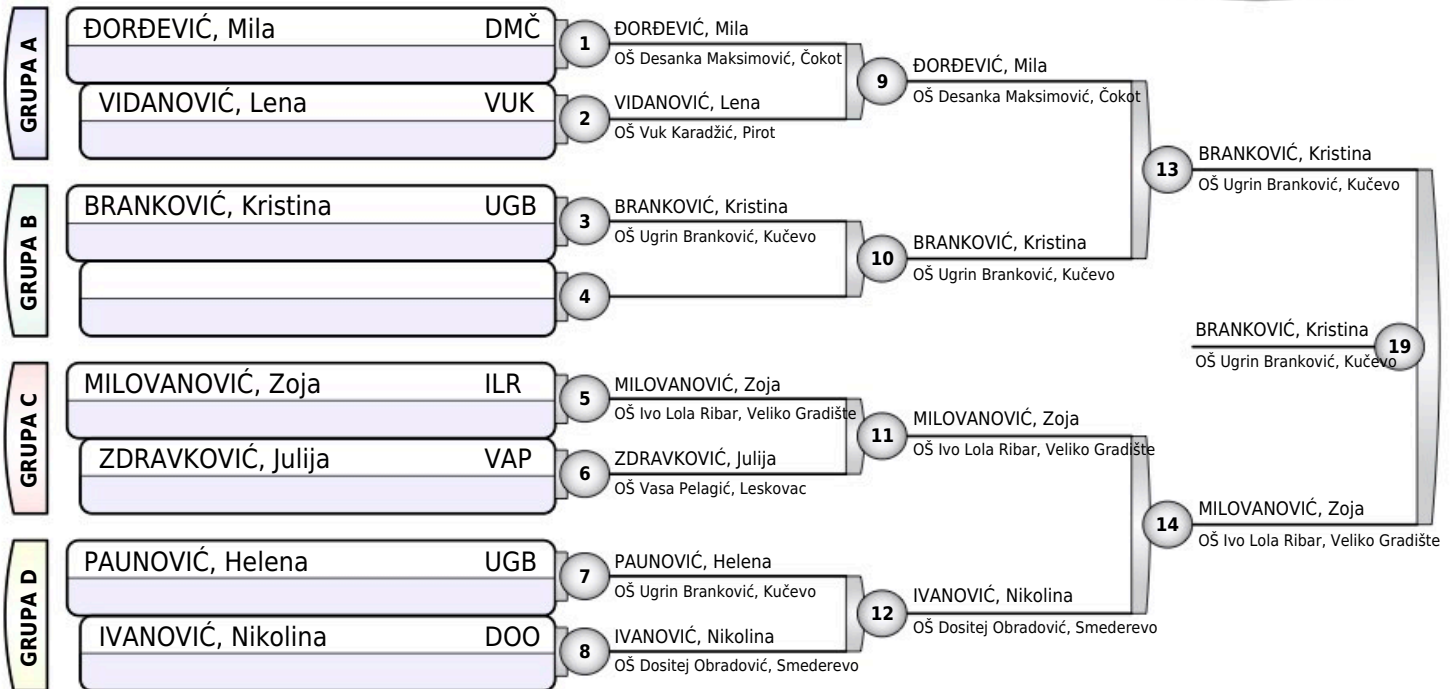 GRUPA A
ĐORĐEVIĆ, Mila DMČ
VIDANOVIĆ, Lena VUK
1
ĐORĐEVIĆ, Mila
OŠ Desanka Maksimović, Čokot
2
VIDANOVIĆ, Lena
OŠ Vuk Karadžić, Pirot
9
ĐORĐEVIĆ, Mila
OŠ Desanka Maksimović, Čokot
GRUPA B
BRANKOVIĆ, Kristina UGB
3
BRANKOVIĆ, Kristina
OŠ Ugrin Branković, Kučevo
4
10
BRANKOVIĆ, Kristina
OŠ Ugrin Branković, Kučevo
13
BRANKOVIĆ, Kristina
OŠ Ugrin Branković, Kučevo
GRUPA C
MILOVANOVIĆ, Zoja ILR
ZDRAVKOVIĆ, Julija VAP
5
MILOVANOVIĆ, Zoja
OŠ Ivo Lola Ribar, Veliko Gradište
6
ZDRAVKOVIĆ, Julija
OŠ Vasa Pelagić, Leskovac
11
MILOVANOVIĆ, Zoja
OŠ Ivo Lola Ribar, Veliko Gradište
GRUPA D
PAUNOVIĆ, Helena UGB
IVANOVIĆ, Nikolina DOO
7
PAUNOVIĆ, Helena
OŠ Ugrin Branković, Kučevo
8
IVANOVIĆ, Nikolina
OŠ Dositej Obradović, Smederevo
12
IVANOVIĆ, Nikolina
OŠ Dositej Obradović, Smederevo
14
MILOVANOVIĆ, Zoja
OŠ Ivo Lola Ribar, Veliko Gradište
BRANKOVIĆ, Kristina
OŠ Ugrin Branković, Kučevo
19